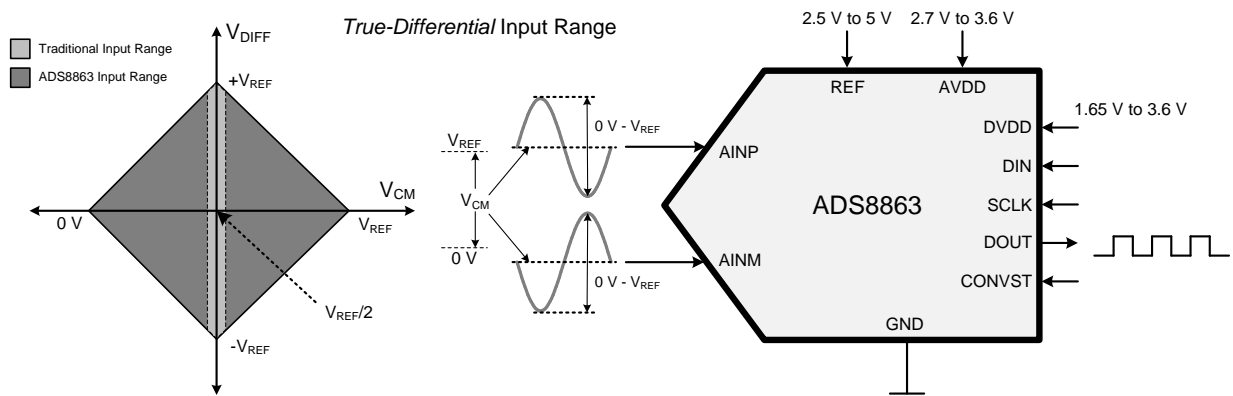 True-Differential Input Range
Traditional Input Range
ADS8863 Input Range
VDIFF
+VREF
VCM
0 V
VREF
VREF/2
-VREF
VREF
VCM
0 V
0 V - VREF
0 V - VREF
2.5 V to 5 V
2.7 V to 3.6 V
1.65 V to 3.6 V
REF
AVDD
DVDD
AINP
DIN
ADS8863
SCLK
DOUT
AINM
CONVST
GND